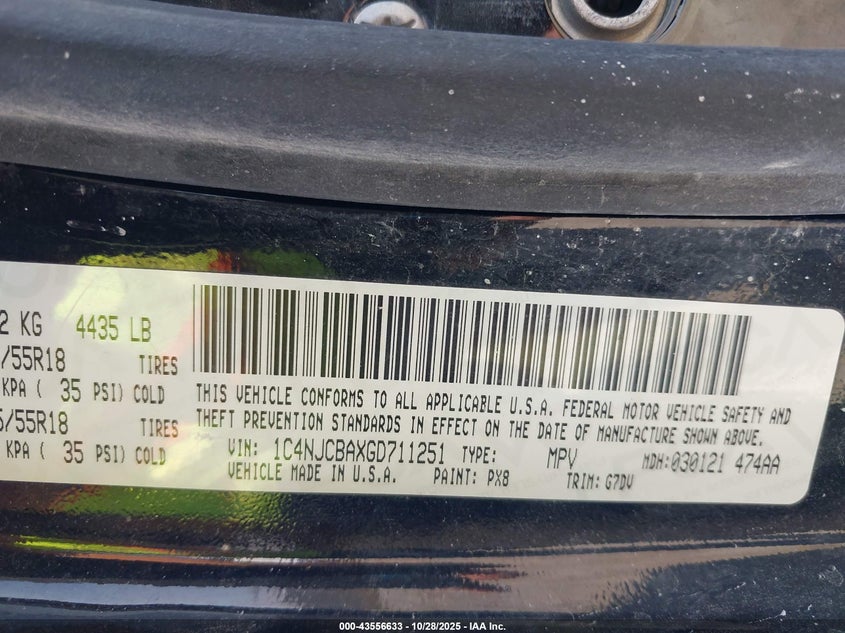 2 KG 4435 LB
/55R18 TIRES
KPA ( 35 PSI) COLD
5/55R18 TIRES
KPA ( 35 PSI) COLD
THIS VEHICLE CONFORMS TO ALL APPLICABLE U.S.A. FEDERAL MOTOR VEHICLE SAFETY AND
THEFT PREVENTION STANDARDS IN EFFECT ON THE DATE OF MANUFACTURE SHOWN ABOVE.
VIN: 1C4NJCBAXGD711251 TYPE: MPV MDH:030121 474AA
VEHICLE MADE IN U.S.A. PAINT: PX8 TRIM: G7DV
000-43556633 | 10/28/2025 - IAA Inc.